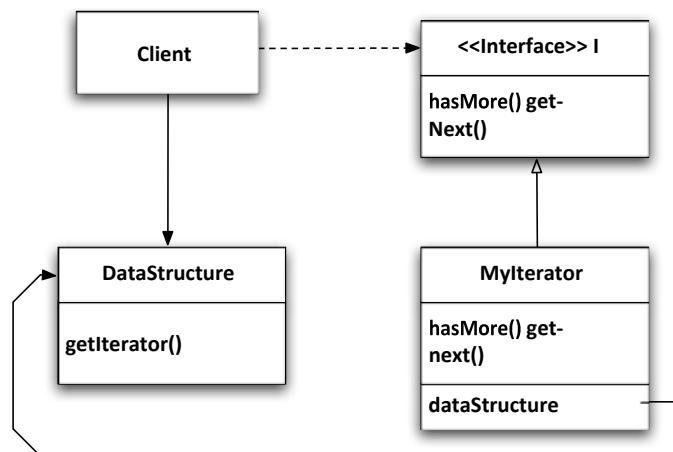 Client
<<Interface>> I
hasMore() get-
Next()
DataStructure
getIterator()
MyIterator
hasMore() get-
next()
dataStructure